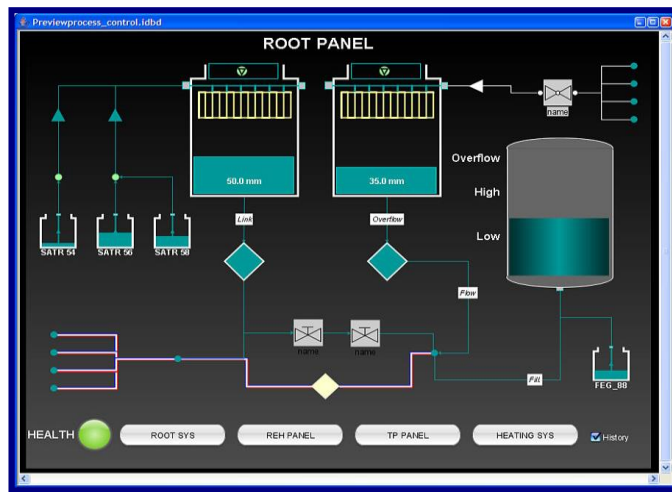 Previewprocess_control.idbd
ROOT PANEL
name
Overflow
50.0 mm
35.0 mm
High
Link
Overflow
Low
SATR 54
SATR 56
SATR 58
Flow
name
name
Fill
FEG_88
HEALTH
ROOT SYS
REH PANEL
TP PANEL
HEATING SYS
History